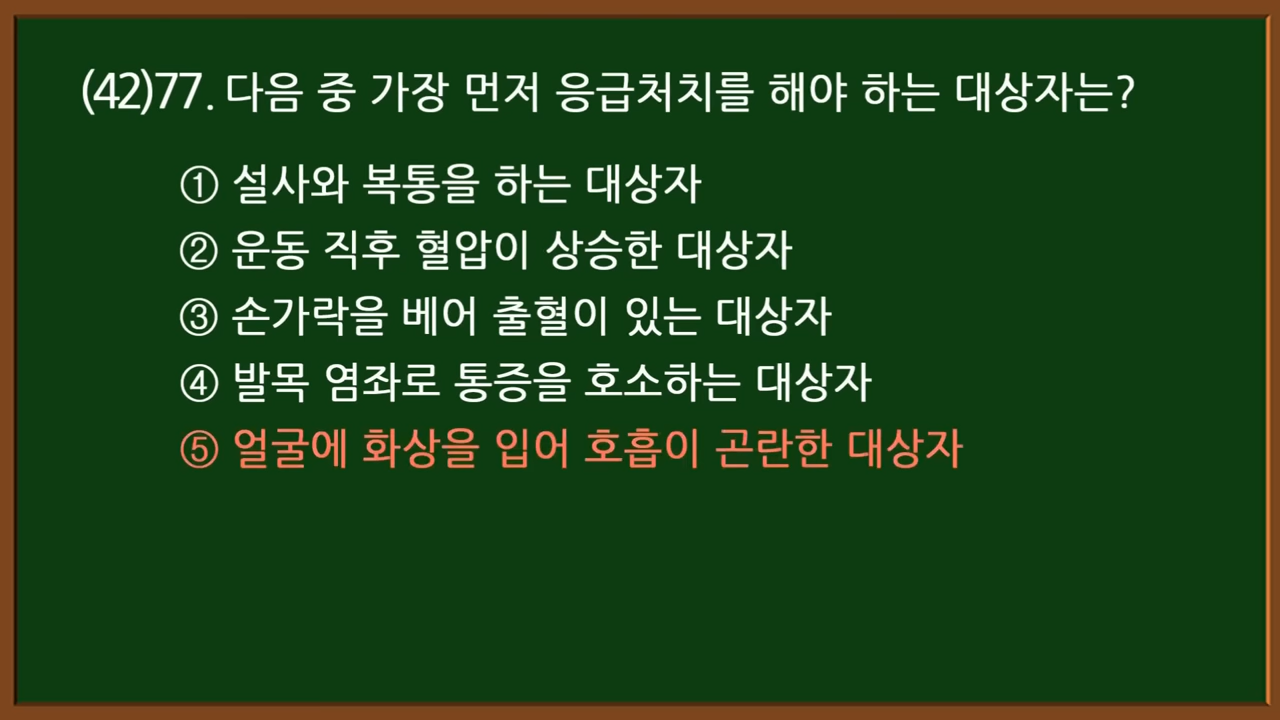 (42)77. 다음 중 가장 먼저 응급처치를 해야 하는 대상자는?
① 설사와 복통을 하는 대상자
② 운동 직후 혈압이 상승한 대상자
③ 손가락을 베어 출혈이 있는 대상자
④ 발목 염좌로 통증을 호소하는 대상자
⑤ 얼굴에 화상을 입어 호흡이 곤란한 대상자